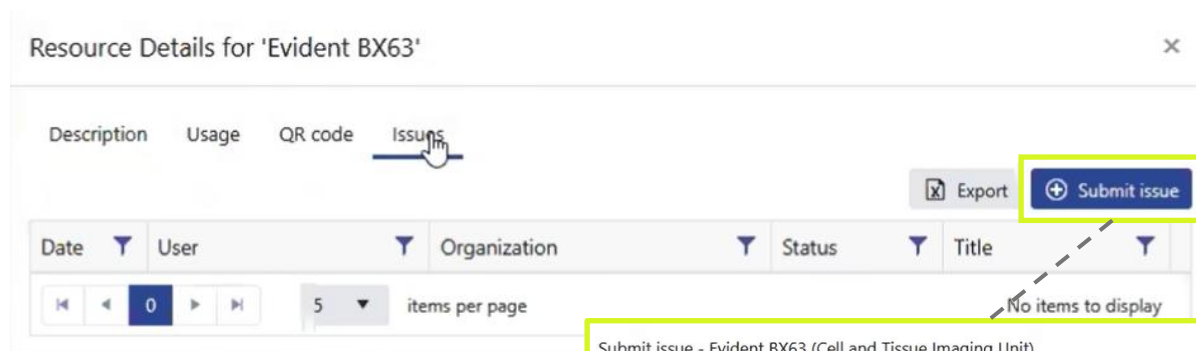 Resource Details for 'Evident BX63'
Description Usage QR code Issues
Export Submit issue
Date User Organization Status Title
0 5 items per page No items to display
Submit issue - Evident BX63 (Cell and Tissue Imaging Unit)